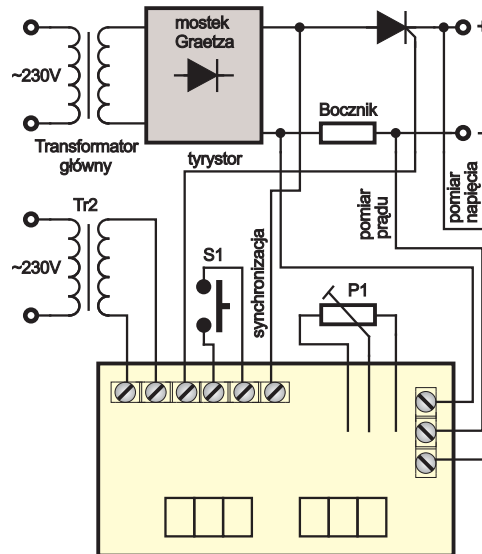 mostek
Graetza
+
~230V
Bocznik
-
Transformator
główny
tyrystor
pomiar
prądu
pomiar
napięcia
Tr2
~230V
S1
synchronizacja
P1